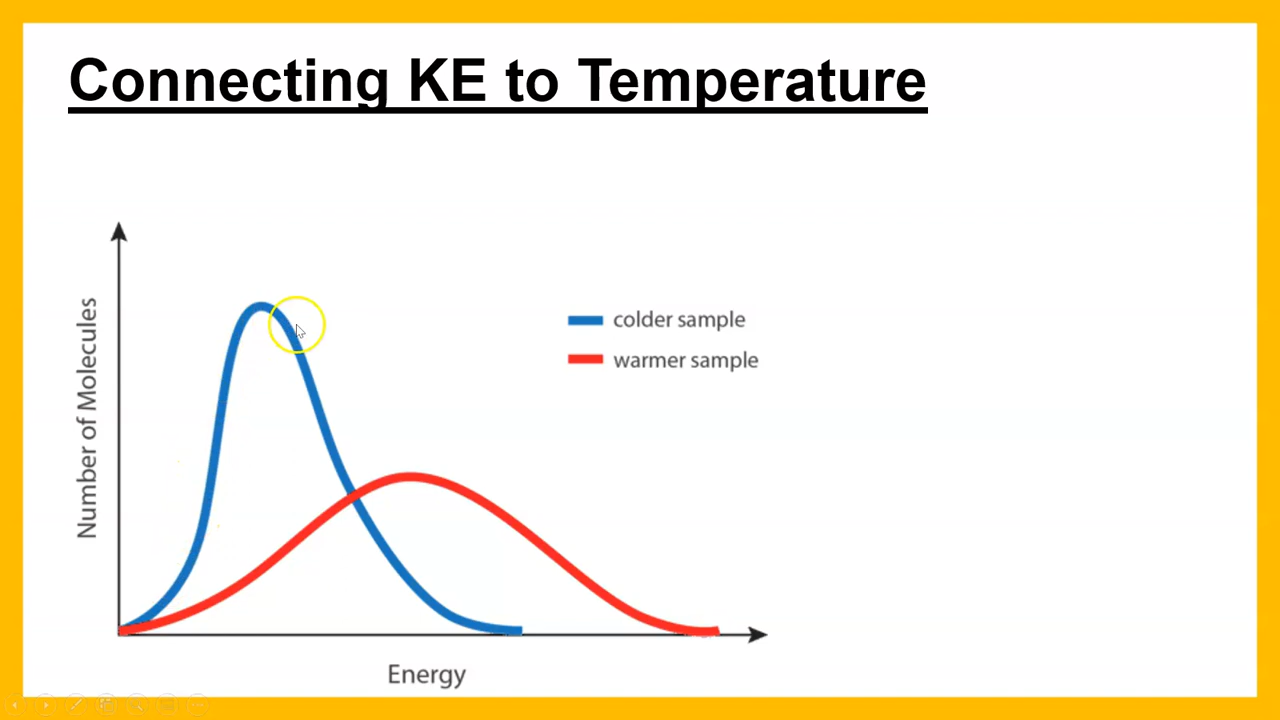 Connecting KE to Temperature
Number of Molecules
colder sample
warmer sample
Energy